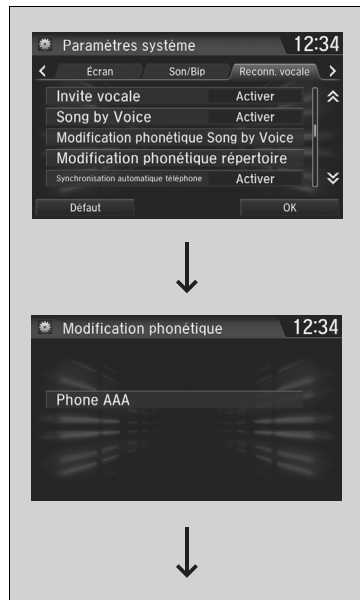 Paramètres système 12:34
Écran Son/Bip Reconn. vocale
Invite vocale Activer
Song by Voice Activer
Modification phonétique Song by Voice
Modification phonétique répertoire
Synchronisation automatique téléphone Activer
Défaut OK
Modification phonétique 12:34
Phone AAA